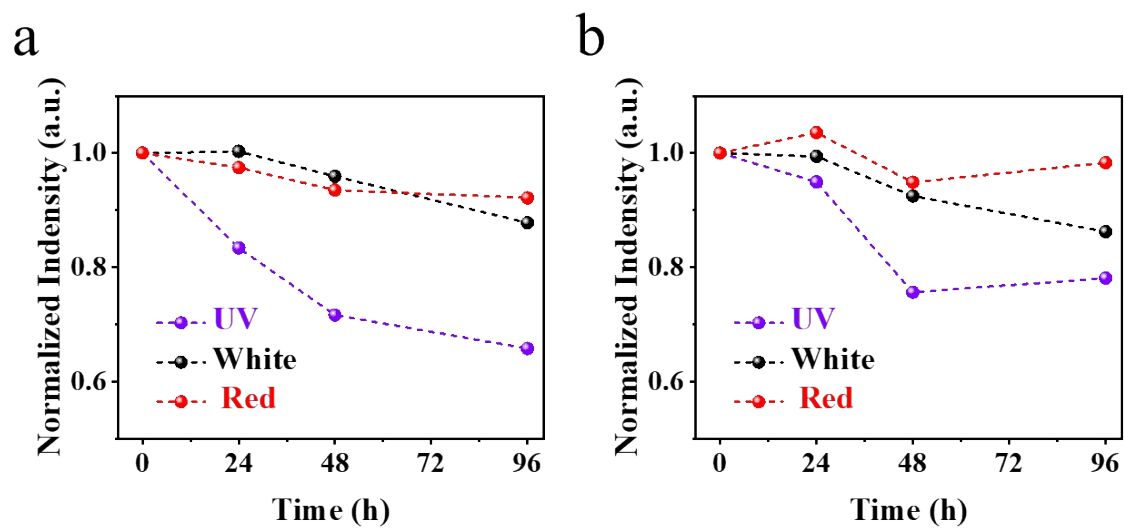 a
Normalized Indensity (a.u.)
1.0
0.8
0.6
UV
White
Red
0 24 48 72 96
Time (h)
b
Normalized Indensity (a.u.)
1.0
0.8
0.6
UV
White
Red
0 24 48 72 96
Time (h)